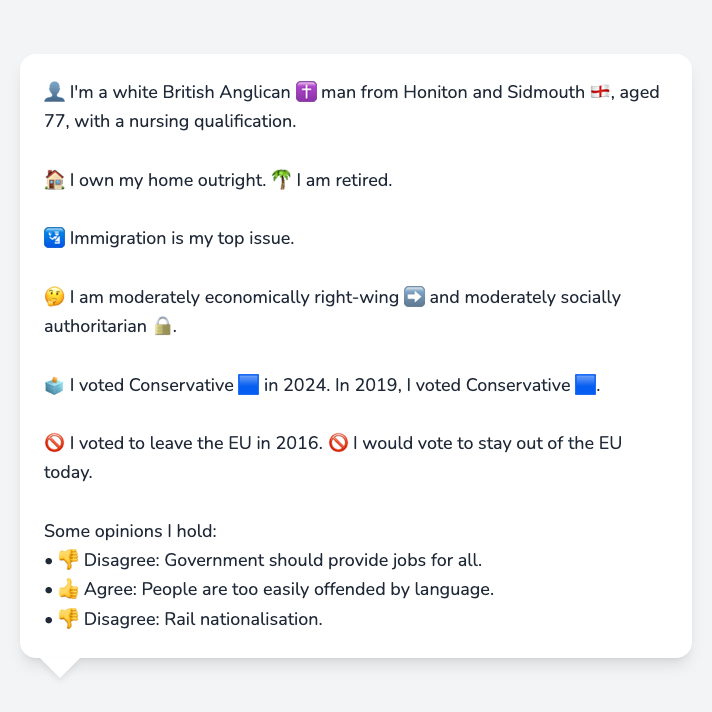 👤 I'm a white British Anglican ✝️ man from Honiton and Sidmouth 🏴󠁧󠁢󠁥󠁮󠁧󠁿, aged
77, with a nursing qualification.
🏠 I own my home outright. 🌴 I am retired.
🛂 Immigration is my top issue.
🤔 I am moderately economically right-wing ➡️ and moderately socially
authoritarian 🔒.
🗳️ I voted Conservative 🟦 in 2024. In 2019, I voted Conservative 🟦.
🚫 I voted to leave the EU in 2016. 🚫 I would vote to stay out of the EU
today.
Some opinions I hold:
• 👎 Disagree: Government should provide jobs for all.
• 👍 Agree: People are too easily offended by language.
• 👎 Disagree: Rail nationalisation.